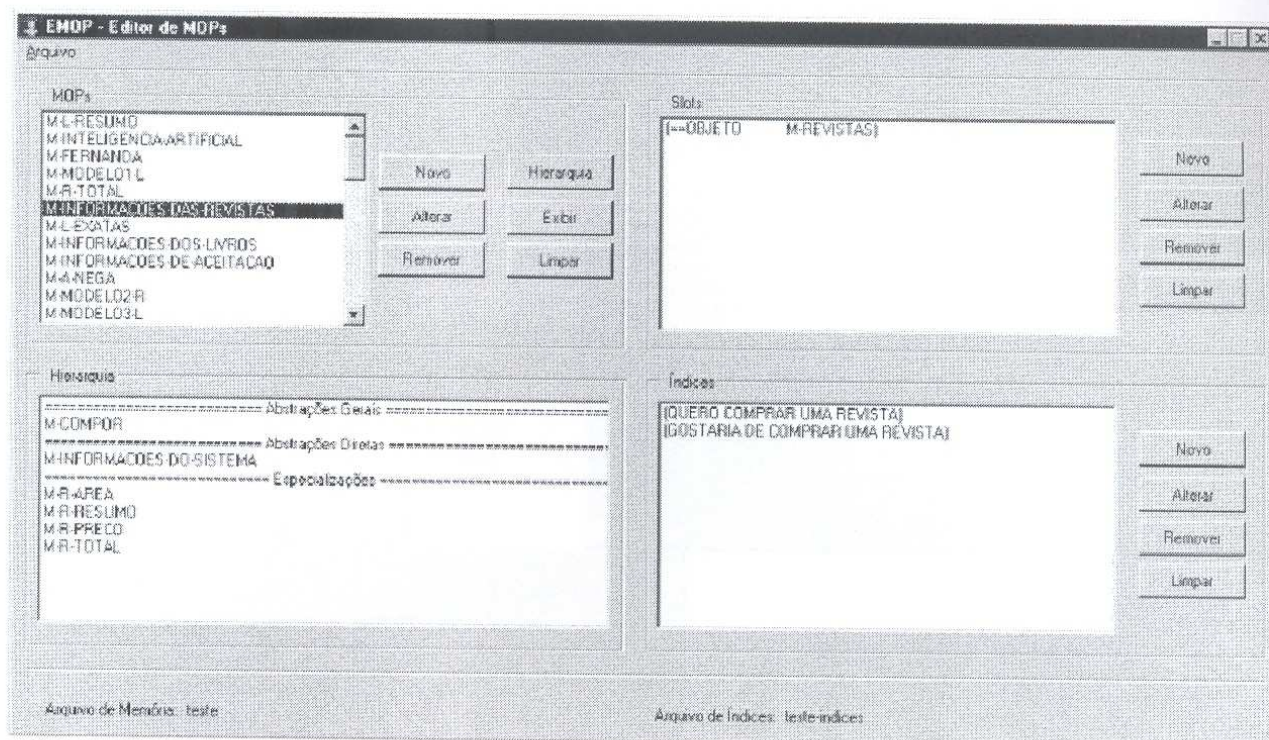 EMOP - Editor de MOPs
Arquivo
MOPs
M-L-RESUMO
M-INTELIGENCIA-ARTIFICIAL
M-FERNANDA
M-MODELO1-L
M-R-TOTAL
M-INFORMACOES-DAS-REVISTAS
M-L-EXATAS
M-INFORMACOES-DOS-LIVROS
M-INFORMACOES-DE-ACEITACAO
M-A-NEGA
M-MODELO2-R
M-MODELO3-L
Novo Hierarquia
Alterar Exibir
Remover Limpar
Slots
(==OBJETO M-REVISTAS)
Novo
Alterar
Remover
Limpar
Hierarquia
Abstrações Gerais
M-COMPOR
Abstrações Diretas
M-INFORMACOES-DO-SISTEMA
Especializações
M-R-AREA
M-R-RESUMO
M-R-PRECO
M-R-TOTAL
Índices
(QUERO COMPRAR UMA REVISTA)
(GOSTARIA DE COMPRAR UMA REVISTA)
Novo
Alterar
Remover
Limpar
Arquivo de Memória: teste
Arquivo de Índices: teste-indices